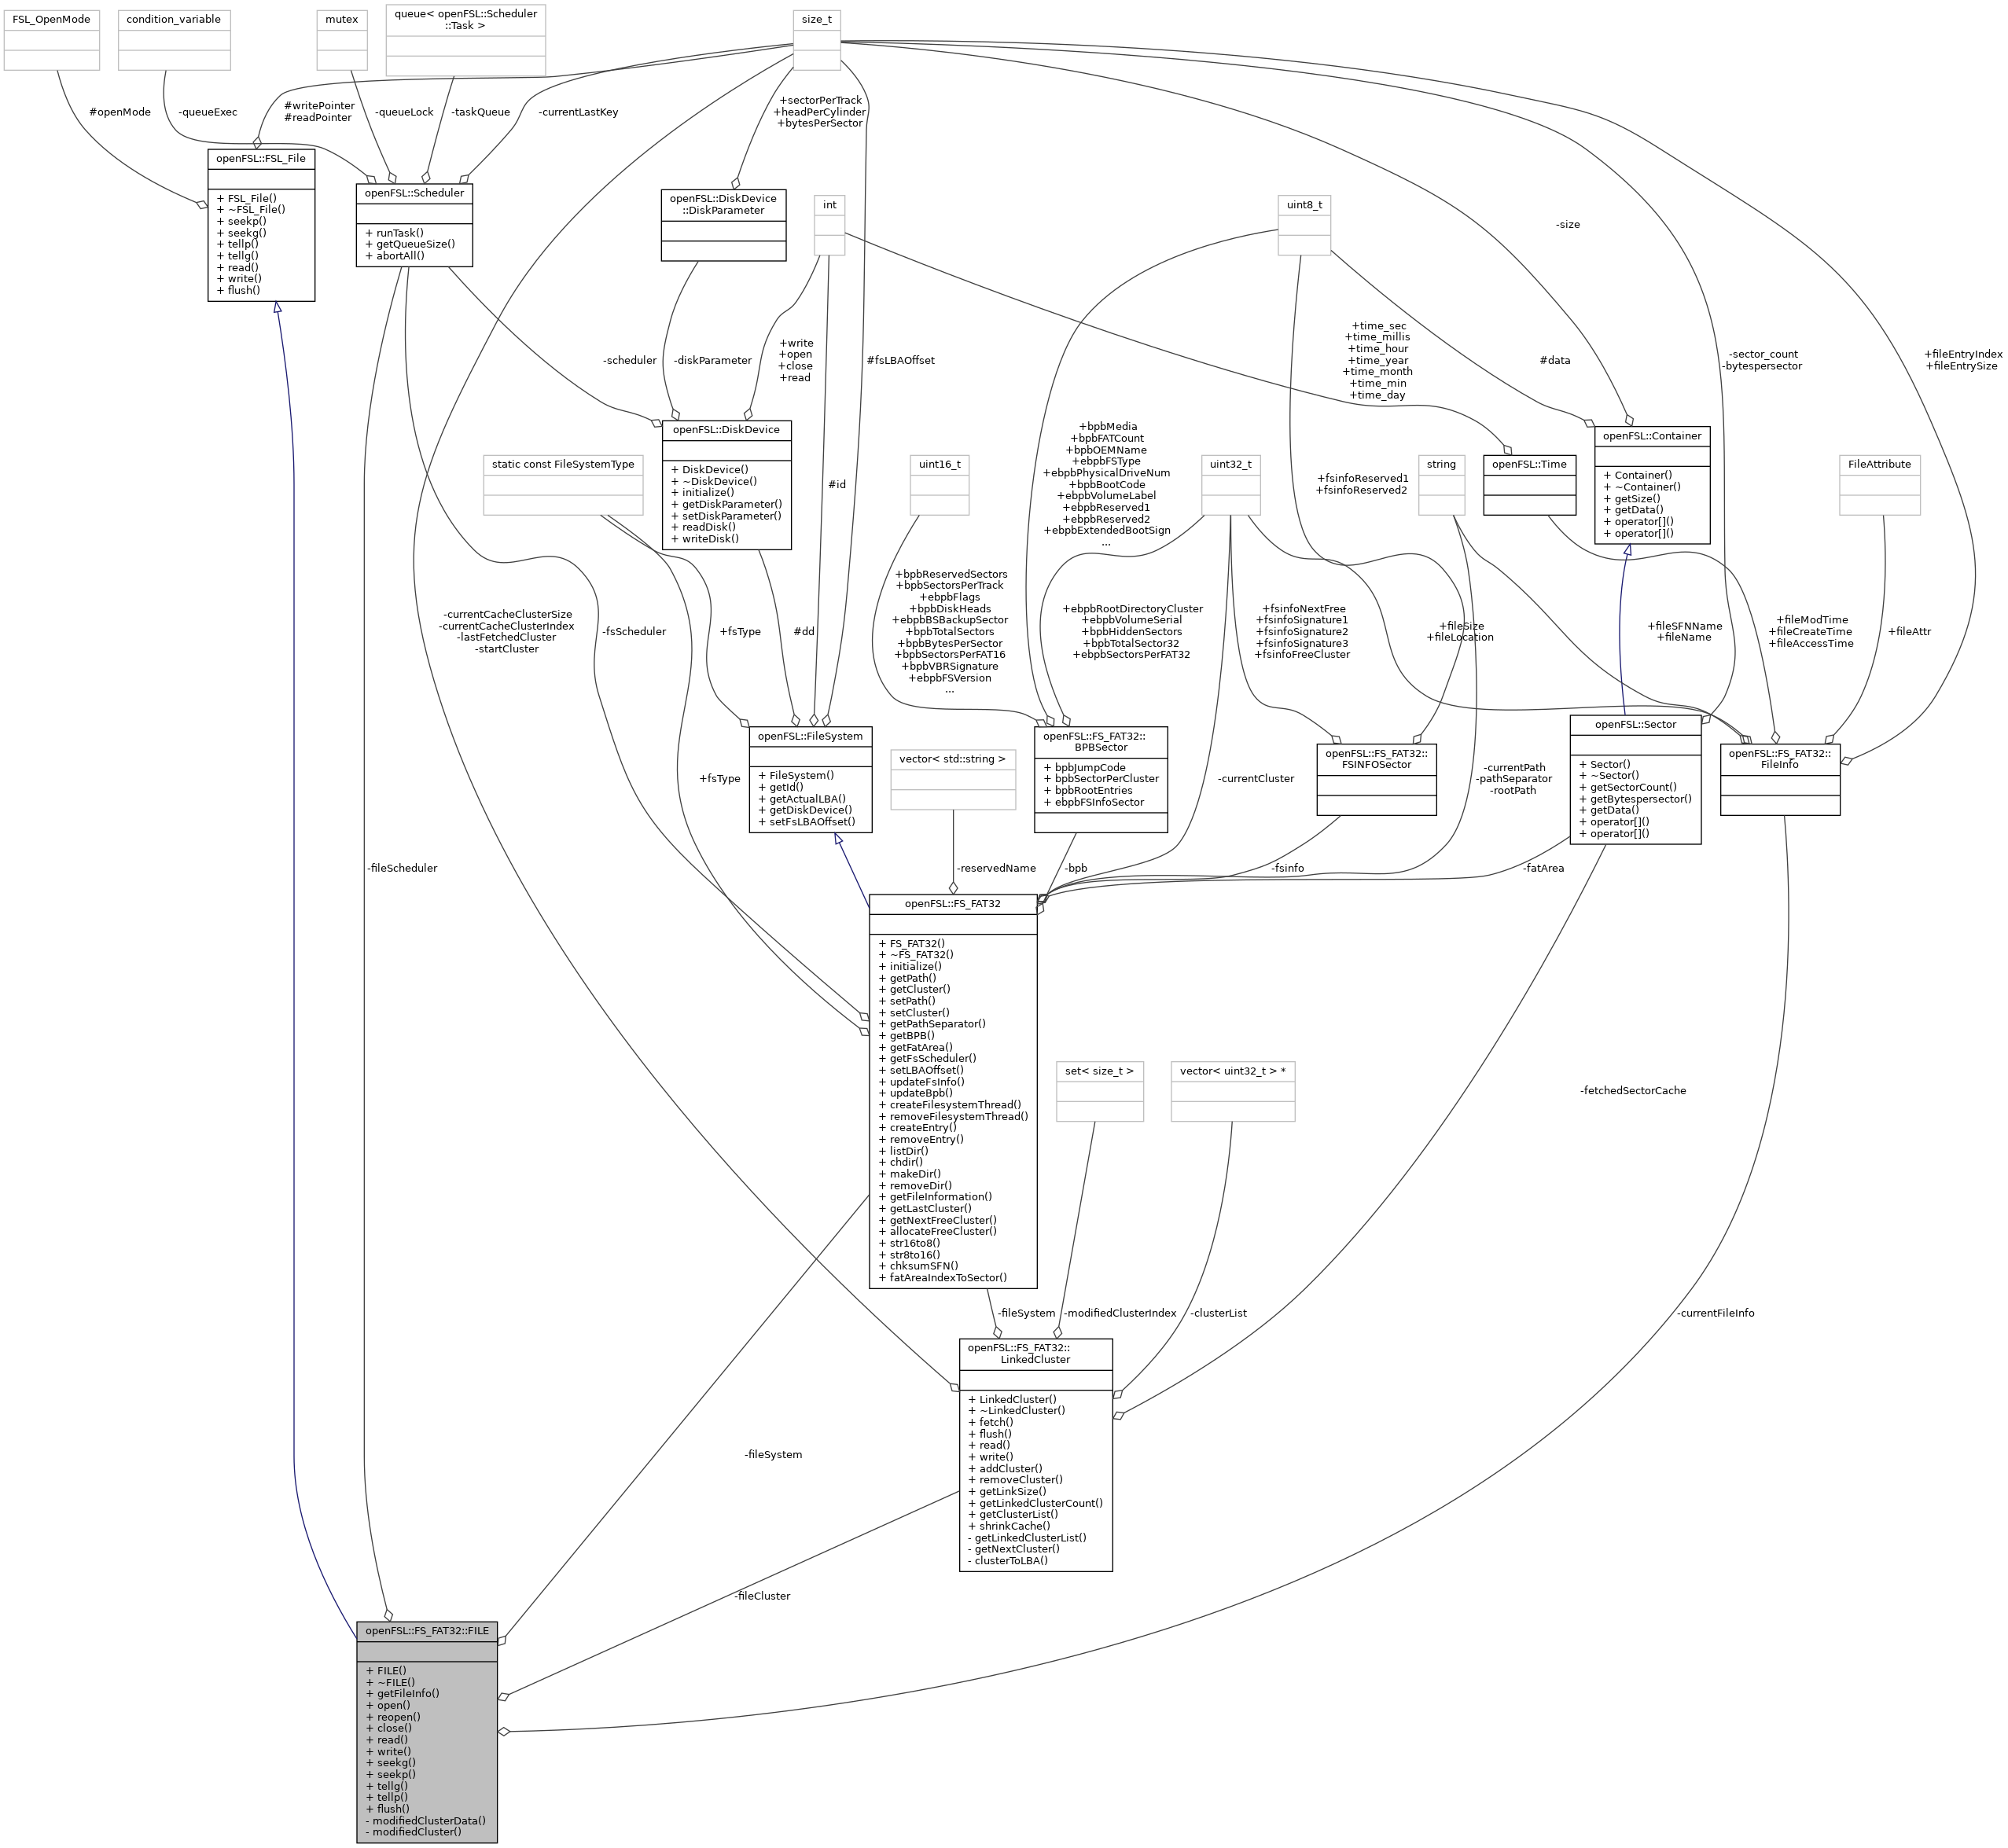 FSL_OpenMode
condition_variable
mutex
queue< openFSL::Scheduler
::Task >
size_t
#openMode
-queueExec
#writePointer
#readPointer
-queueLock
-taskQueue
-currentLastKey
+sectorPerTrack
+headPerCylinder
+bytesPerSector
openFSL::FSL_File
+ FSL_File()
+ ~FSL_File()
+ seekp()
+ seekg()
+ tellp()
+ tellg()
+ read()
+ write()
+ flush()
openFSL::Scheduler
+ runTask()
+ getQueueSize()
+ abortAll()
openFSL::DiskDevice
::DiskParameter
int
uint8_t
-size
-scheduler
-diskParameter
+write
+open
+close
+read
#fsLBAOffset
+time_sec
+time_millis
+time_hour
+time_year
+time_month
+time_min
+time_day
#data
-sector_count
-bytespersector
+fileEntryIndex
+fileEntrySize
static const FileSystemType
openFSL::DiskDevice
+ DiskDevice()
+ ~DiskDevice()
+ initialize()
+ getDiskParameter()
+ setDiskParameter()
+ readDisk()
+ writeDisk()
#id
uint16_t
+bpbMedia
+bpbFATCount
+bpbOEMName
+ebpbFSType
+ebpbPhysicalDriveNum
+bpbBootCode
+ebpbVolumeLabel
+ebpbReserved1
+ebpbReserved2
+ebpbExtendedBootSign
...
uint32_t
+fsinfoReserved1
+fsinfoReserved2
string
openFSL::Time
openFSL::Container
+ Container()
+ ~Container()
+ getSize()
+ getData()
+ operator[]()
+ operator[]()
FileAttribute
-currentCacheClusterSize
-currentCacheClusterIndex
-lastFetchedCluster
-startCluster
-fsScheduler
+fsType
#dd
+bpbReservedSectors
+bpbSectorsPerTrack
+ebpbFlags
+bpbDiskHeads
+ebpbBSBackupSector
+bpbTotalSectors
+bpbBytesPerSector
+bpbSectorsPerFAT16
+bpbVBRSignature
+ebpbFSVersion
...
+ebpbRootDirectoryCluster
+ebpbVolumeSerial
+bpbHiddenSectors
+bpbTotalSector32
+ebpbSectorsPerFAT32
+fsinfoNextFree
+fsinfoSignature1
+fsinfoSignature2
+fsinfoSignature3
+fsinfoFreeCluster
+fileSize
+fileLocation
+fileSFNName
+fileName
+fileModTime
+fileCreateTime
+fileAccessTime
+fileAttr
+fsType
openFSL::FileSystem
+ FileSystem()
+ getId()
+ getActualLBA()
+ getDiskDevice()
+ setFsLBAOffset()
vector< std::string >
openFSL::FS_FAT32::
BPBSector
+ bpbJumpCode
+ bpbSectorPerCluster
+ bpbRootEntries
+ ebpbFSInfoSector
-currentCluster
openFSL::FS_FAT32::
FSINFOSector
-currentPath
-pathSeparator
-rootPath
openFSL::Sector
+ Sector()
+ ~Sector()
+ getSectorCount()
+ getBytespersector()
+ getData()
+ operator[]()
+ operator[]()
openFSL::FS_FAT32::
FileInfo
-fileScheduler
-reservedName
-bpb
-fsinfo
-fatArea
openFSL::FS_FAT32
+ FS_FAT32()
+ ~FS_FAT32()
+ initialize()
+ getPath()
+ getCluster()
+ setPath()
+ setCluster()
+ getPathSeparator()
+ getBPB()
+ getFatArea()
+ getFsScheduler()
+ setLBAOffset()
+ updateFsInfo()
+ updateBpb()
+ createFilesystemThread()
+ removeFilesystemThread()
+ createEntry()
+ removeEntry()
+ listDir()
+ chdir()
+ makeDir()
+ removeDir()
+ getFileInformation()
+ getLastCluster()
+ getNextFreeCluster()
+ allocateFreeCluster()
+ str16to8()
+ str8to16()
+ chksumSFN()
+ fatAreaIndexToSector()
set< size_t >
vector< uint32_t > *
-fetchedSectorCache
-fileSystem
-modifiedClusterIndex
-clusterList
-currentFileInfo
openFSL::FS_FAT32::
LinkedCluster
+ LinkedCluster()
+ ~LinkedCluster()
+ fetch()
+ flush()
+ read()
+ write()
+ addCluster()
+ removeCluster()
+ getLinkSize()
+ getLinkedClusterCount()
+ getClusterList()
+ shrinkCache()
- getLinkedClusterList()
- getNextCluster()
- clusterToLBA()
-fileSystem
-fileCluster
openFSL::FS_FAT32::FILE
+ FILE()
+ ~FILE()
+ getFileInfo()
+ open()
+ reopen()
+ close()
+ read()
+ write()
+ seekg()
+ seekp()
+ tellg()
+ tellp()
+ flush()
- modifiedClusterData()
- modifiedCluster()